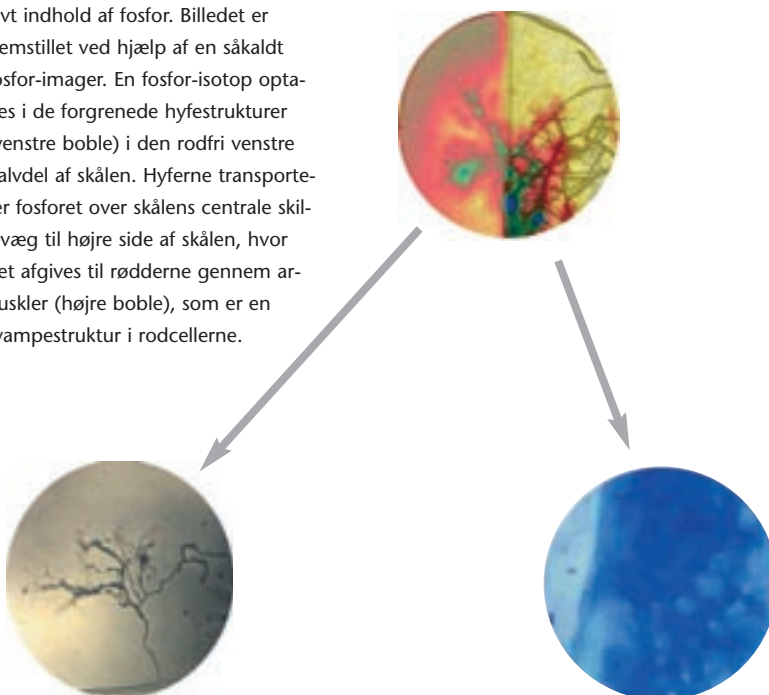 vt indhold af fosfor. Billedet er
emstillet ved hjælp af en såkaldt
osfor-imager. En fosfor-isotop opta-
es i de forgrenede hyfestrukturer
venstre boble) i den rodfri venstre
alvdel af skålen. Hyferne transporte-
er fosforet over skålens centrale skil-
væg til højre side af skålen, hvor
et afgives til rødderne gennem ar-
uskler (højre boble), som er en
vampestruktur i rodcellerne.